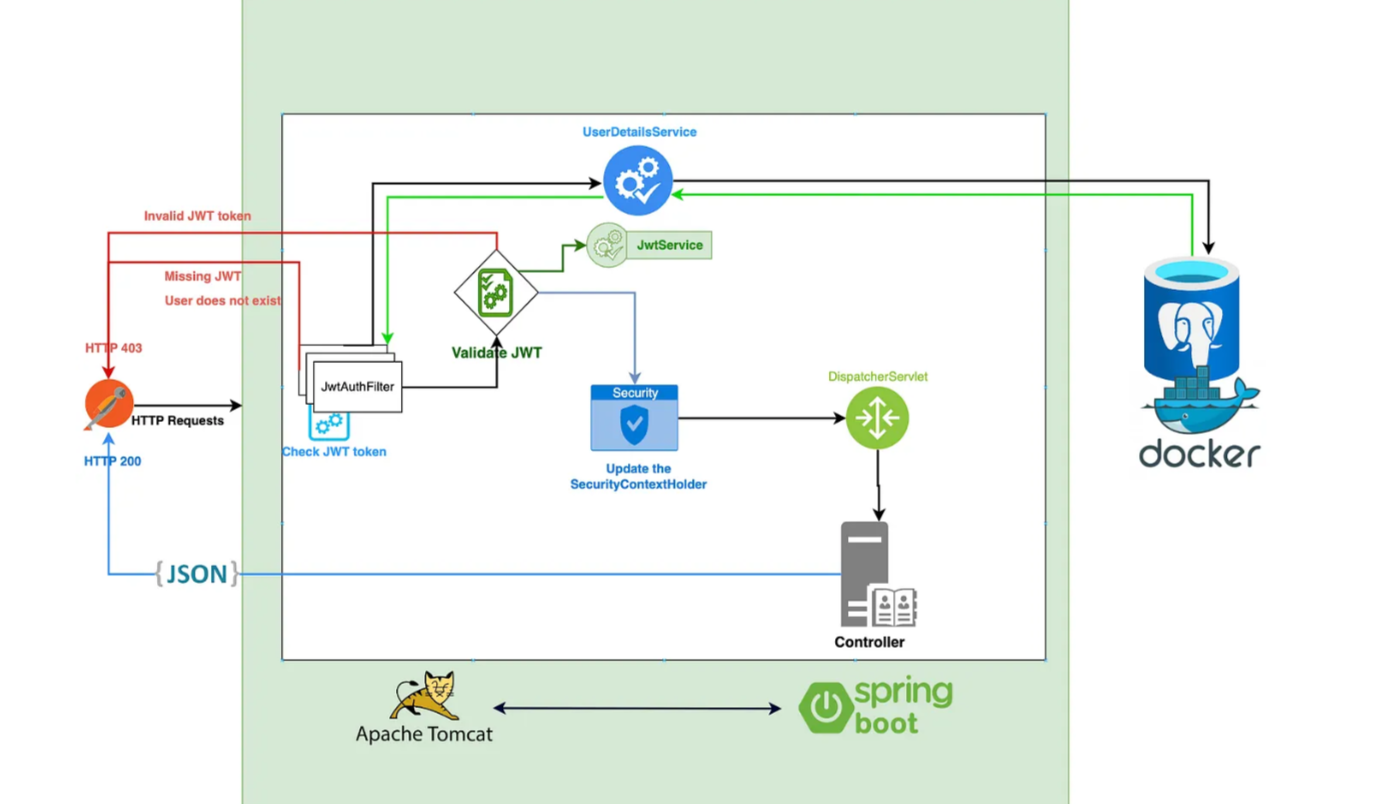 UserDetailsService
Invalid JWT token
JwtService
Missing JWT
User does not exist
HTTP 403
Validate JWT
JwtAuthFilter
DispatcherServlet
Security
HTTP Requests
Check JWT token
HTTP 200
Update the
SecurityContextHolder
docker
{JSON}
Controller
Apache Tomcat
spring
boot